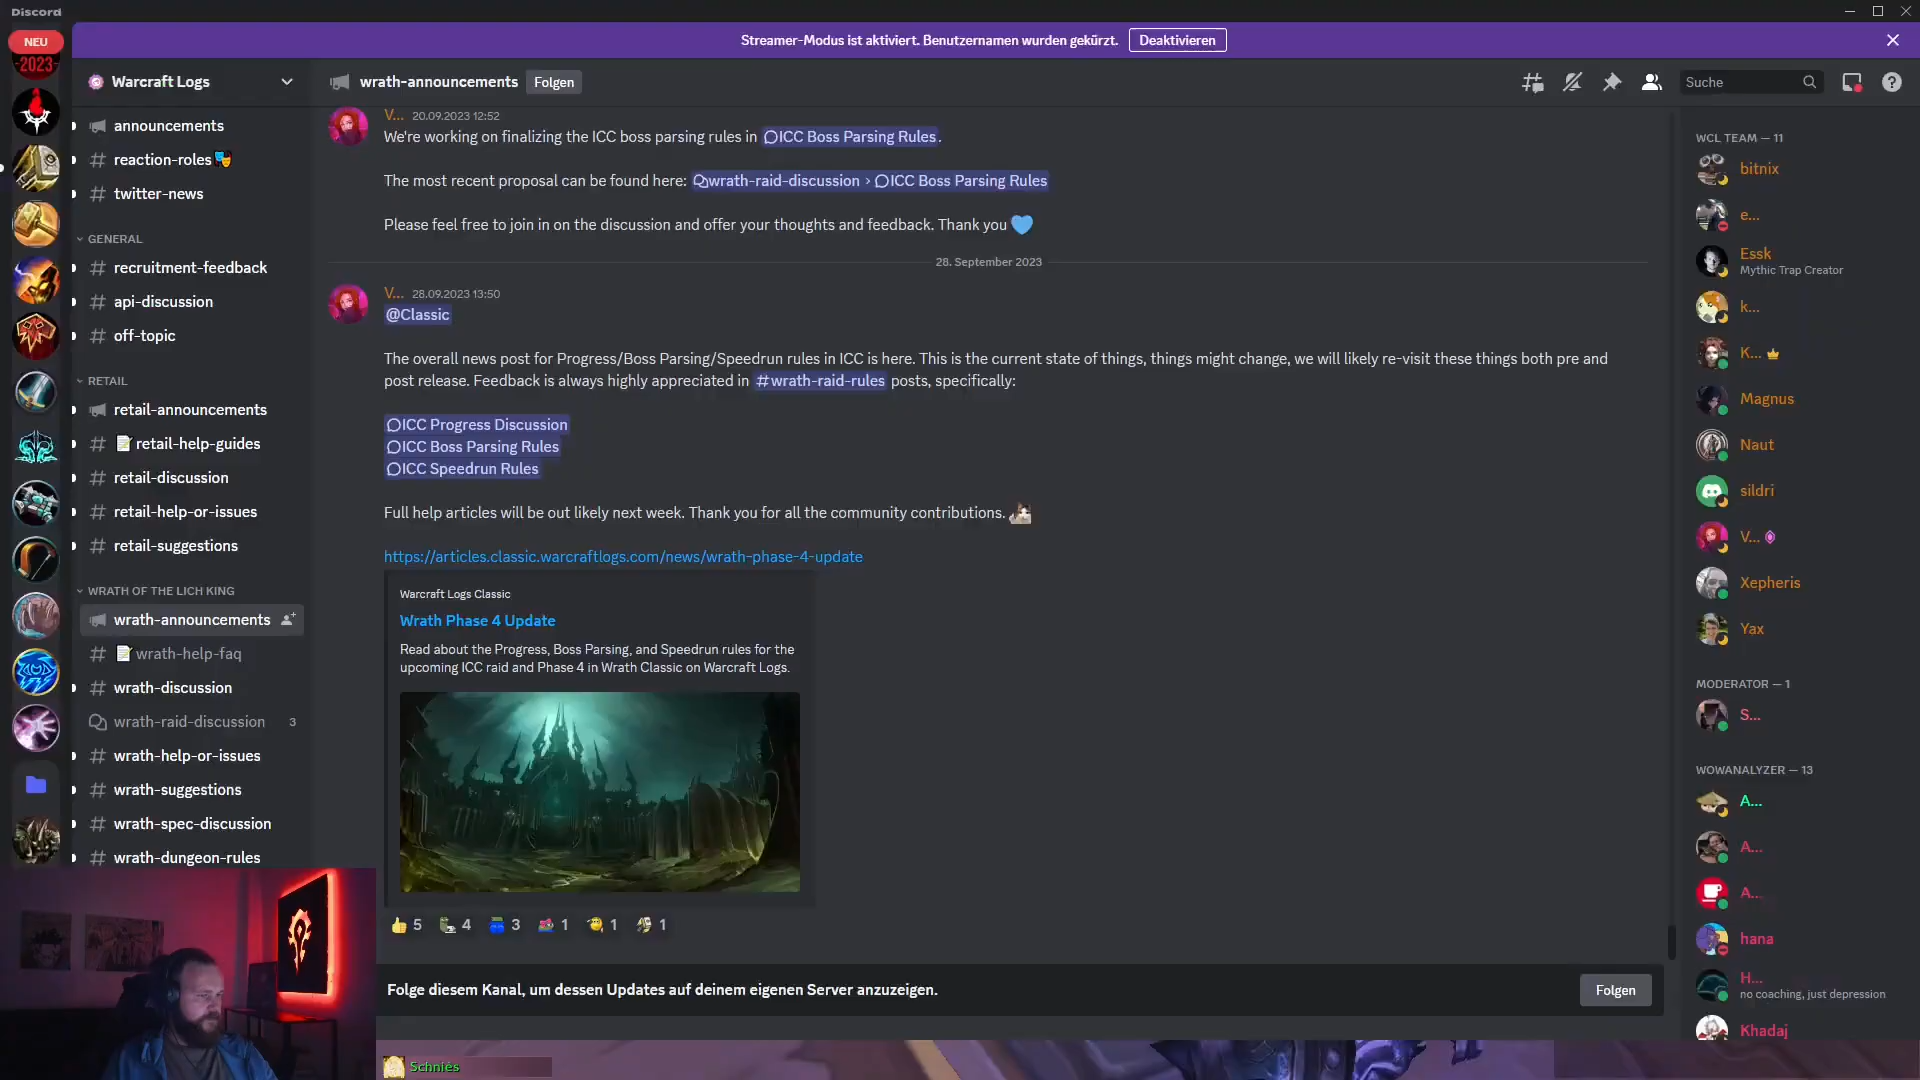 Discord
Streamer-Modus ist aktiviert. Benutzernamen wurden gekürzt.
Deaktivieren
NEU
2023
Warcraft Logs
wrath-announcements
Folgen
Suche
announcements
reaction-roles
twitter-news
GENERAL
recruitment-feedback
api-discussion
off-topic
RETAIL
retail-announcements
retail-help-guides
retail-discussion
retail-help-or-issues
retail-suggestions
WRATH OF THE LICH KING
wrath-announcements
wrath-help-faq
wrath-discussion
wrath-raid-discussion 3
wrath-help-or-issues
wrath-suggestions
wrath-spec-discussion
wrath-dungeon-rules
V... 20.09.2023 12:52
We're working on finalizing the ICC boss parsing rules in ICC Boss Parsing Rules.
The most recent proposal can be found here: wrath-raid-discussion › ICC Boss Parsing Rules
Please feel free to join in on the discussion and offer your thoughts and feedback. Thank you
28. September 2023
V... 28.09.2023 13:50
@Classic
The overall news post for Progress/Boss Parsing/Speedrun rules in ICC is here. This is the current state of things, things might change, we will likely re-visit these things both pre and
post release. Feedback is always highly appreciated in #wrath-raid-rules posts, specifically:
ICC Progress Discussion
ICC Boss Parsing Rules
ICC Speedrun Rules
Full help articles will be out likely next week. Thank you for all the community contributions.
https://articles.classic.warcraftlogs.com/news/wrath-phase-4-update
Warcraft Logs Classic
Wrath Phase 4 Update
Read about the Progress, Boss Parsing, and Speedrun rules for the
upcoming ICC raid and Phase 4 in Wrath Classic on Warcraft Logs.
5 4 3 1 1 1
Folge diesem Kanal, um dessen Updates auf deinem eigenen Server anzuzeigen.
Folgen
Schniés
WCL TEAM — 11
bitnix
e...
Essk
Mythic Trap Creator
k...
K...
Magnus
Naut
sildri
V...
Xepheris
Yax
MODERATOR — 1
S...
WOWANALYZER — 13
A...
A...
A...
hana
H...
no coaching, just depression
Khadaj